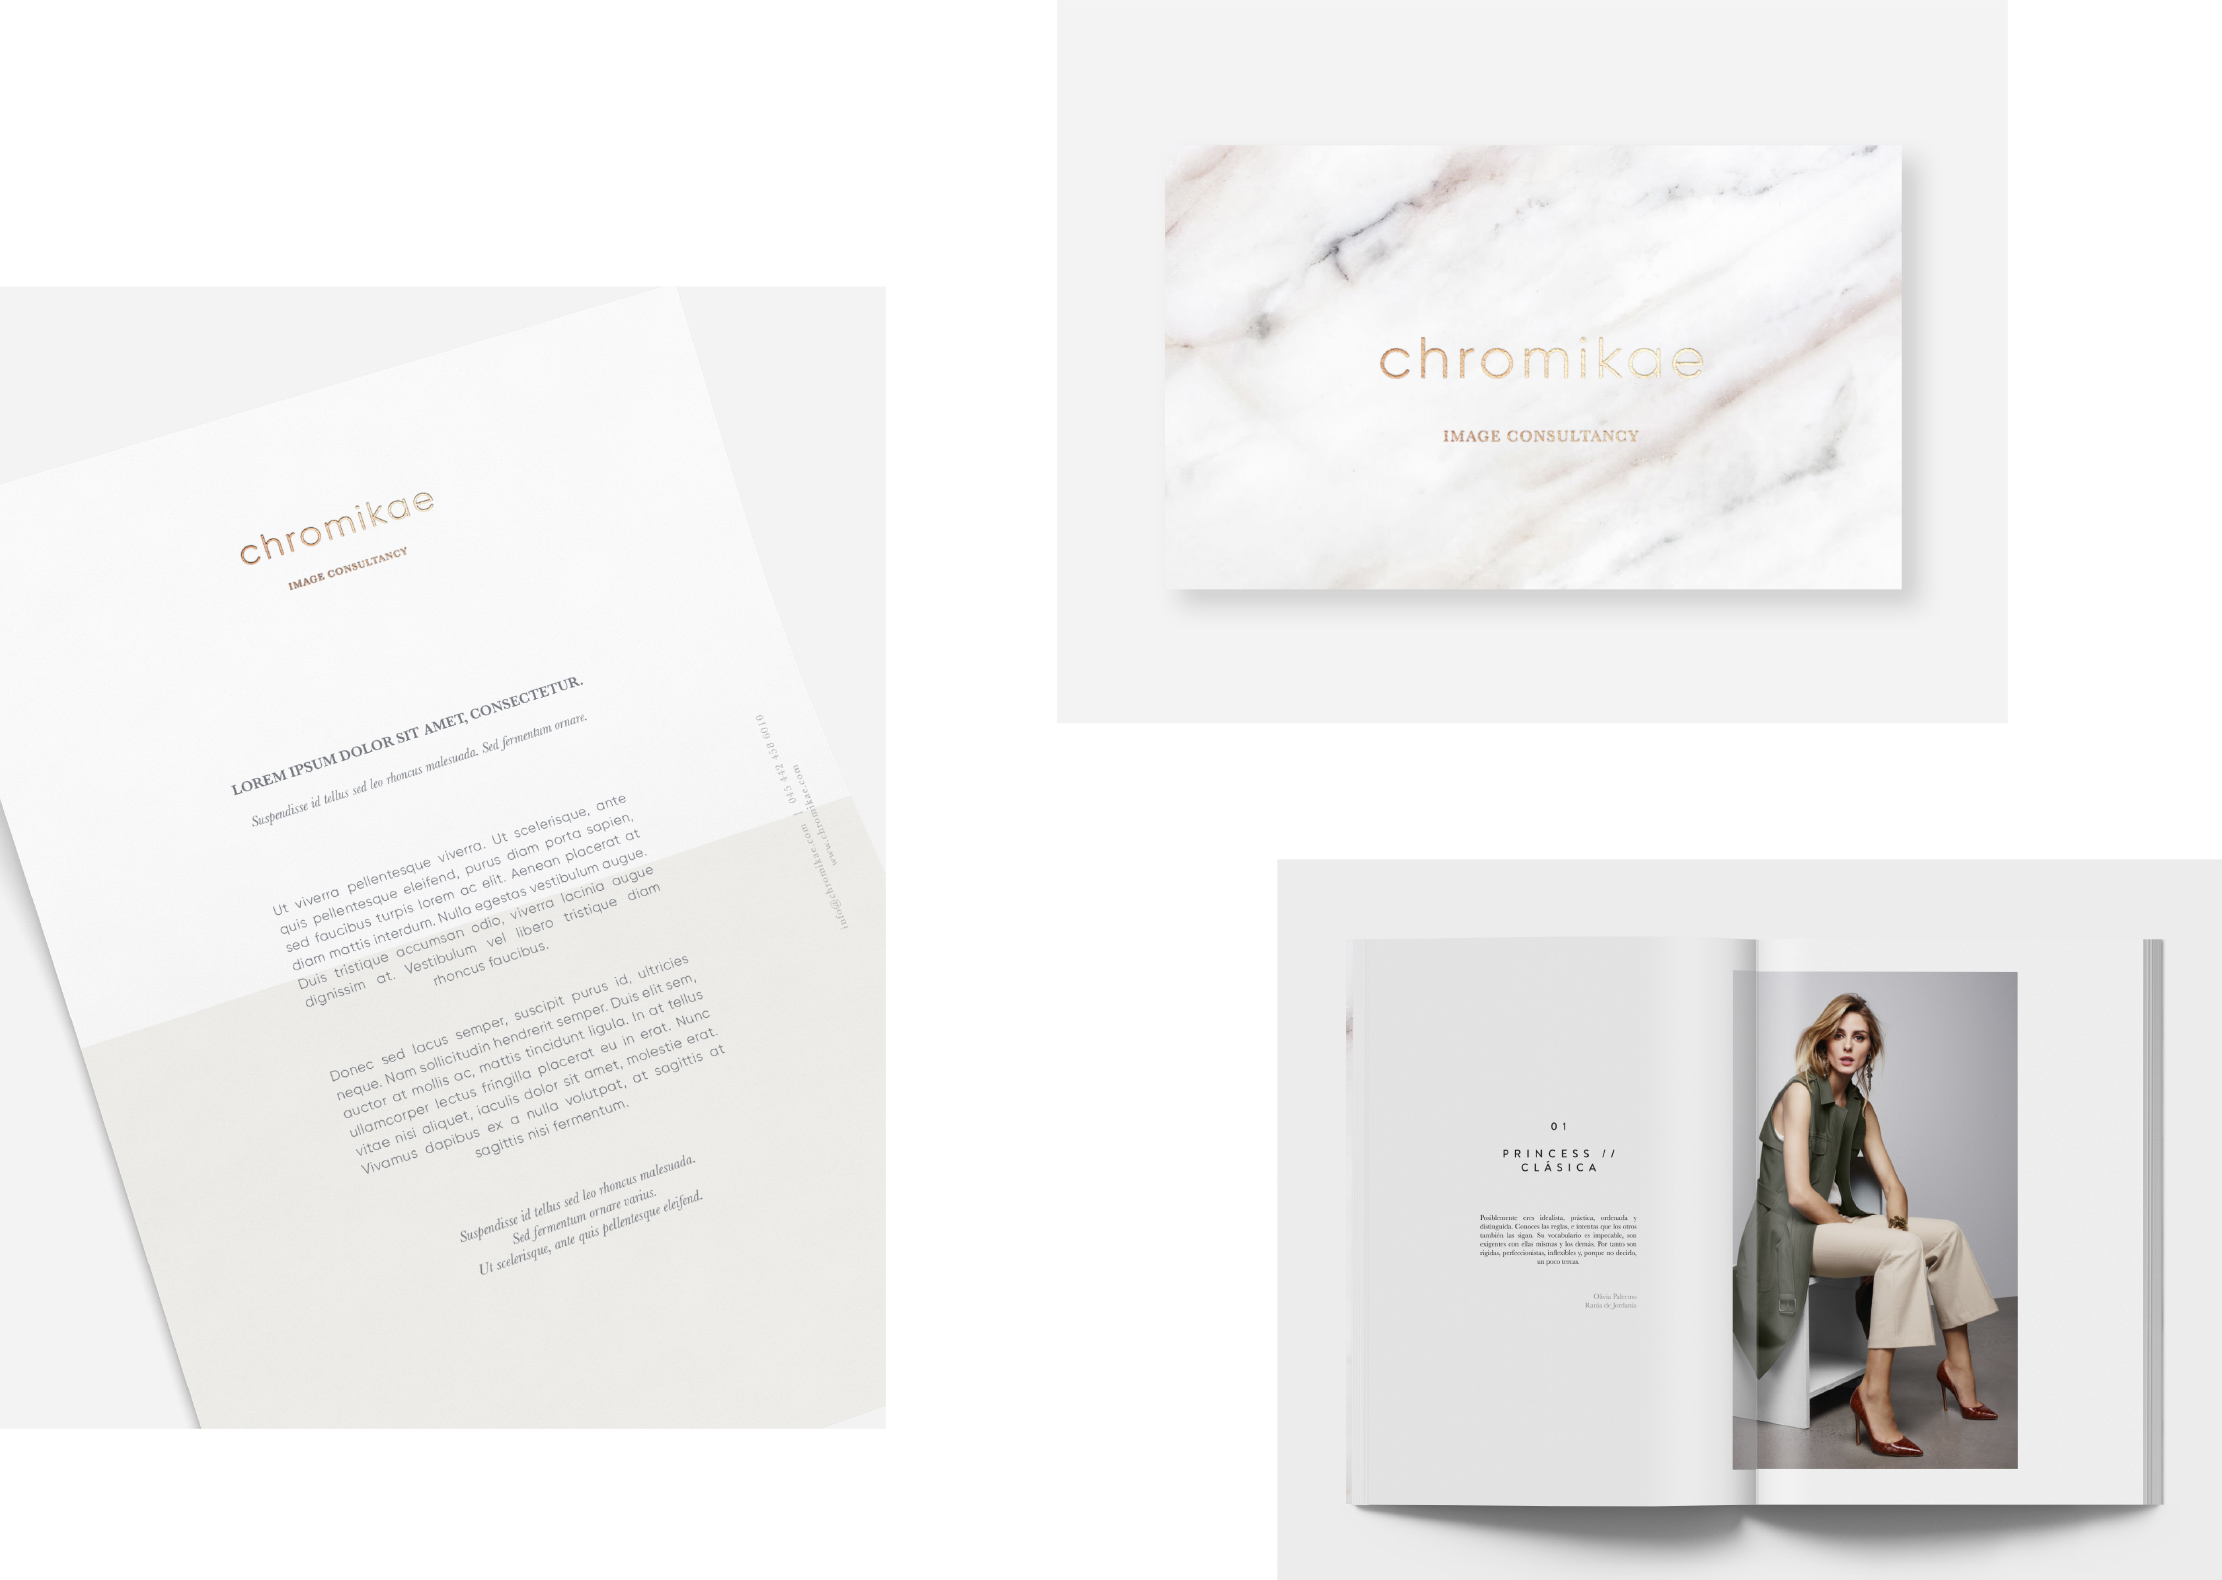 chromikae
IMAGE CONSULTANCY
LOREM IPSUM DOLOR SIT AMET, CONSECTETUR.
Suspendisse id tellus sed leo rhoncus malesuada. Sed fermentum ornare.
Ut viverra pellentesque viverra. Ut scelerisque, ante
quis pellentesque eleifend, purus diam porta sapien,
sed faucibus turpis lorem ac elit. Aenean placerat at
diam mattis interdum. Nulla egestas vestibulum augue.
Duis tristique accumsan odio, viverra lacinia augue
dignissim at. Vestibulum vel libero tristique diam
rhoncus faucibus.
Donec sed lacus semper, suscipit purus id, ultricies
neque. Nam sollicitudin hendrerit semper. Duis elit sem,
auctor at mollis ac, mattis tincidunt ligula. In at tellus
ullamcorper lectus fringilla placerat eu in erat. Nunc
vitae nisi aliquet, iaculis dolor sit amet, molestie erat.
Vivamus dapibus ex a nulla volutpat, at sagittis at
sagittis nisi fermentum.
Suspendisse id tellus sed leo rhoncus malesuada.
Sed fermentum ornare varius.
Ut scelerisque, ante quis pellentesque eleifend.
info@chromikae.com | 045 442 458 6010
www.chromikae.com
chromikae
IMAGE CONSULTANCY
01
PRINCESS //
CLÁSICA
Posiblemente eres idealista, práctica, ordenada y
distinguida. Conoces las reglas, e intentas que los otros
también las sigan. Su vocabulario es impecable, son
exigentes con ellas mismas y los demás. Por tanto son
rígidas, perfeccionistas, inflexibles y, porque no decirlo,
un poco tercas.
Olivia Palermo
Rania de Jordania